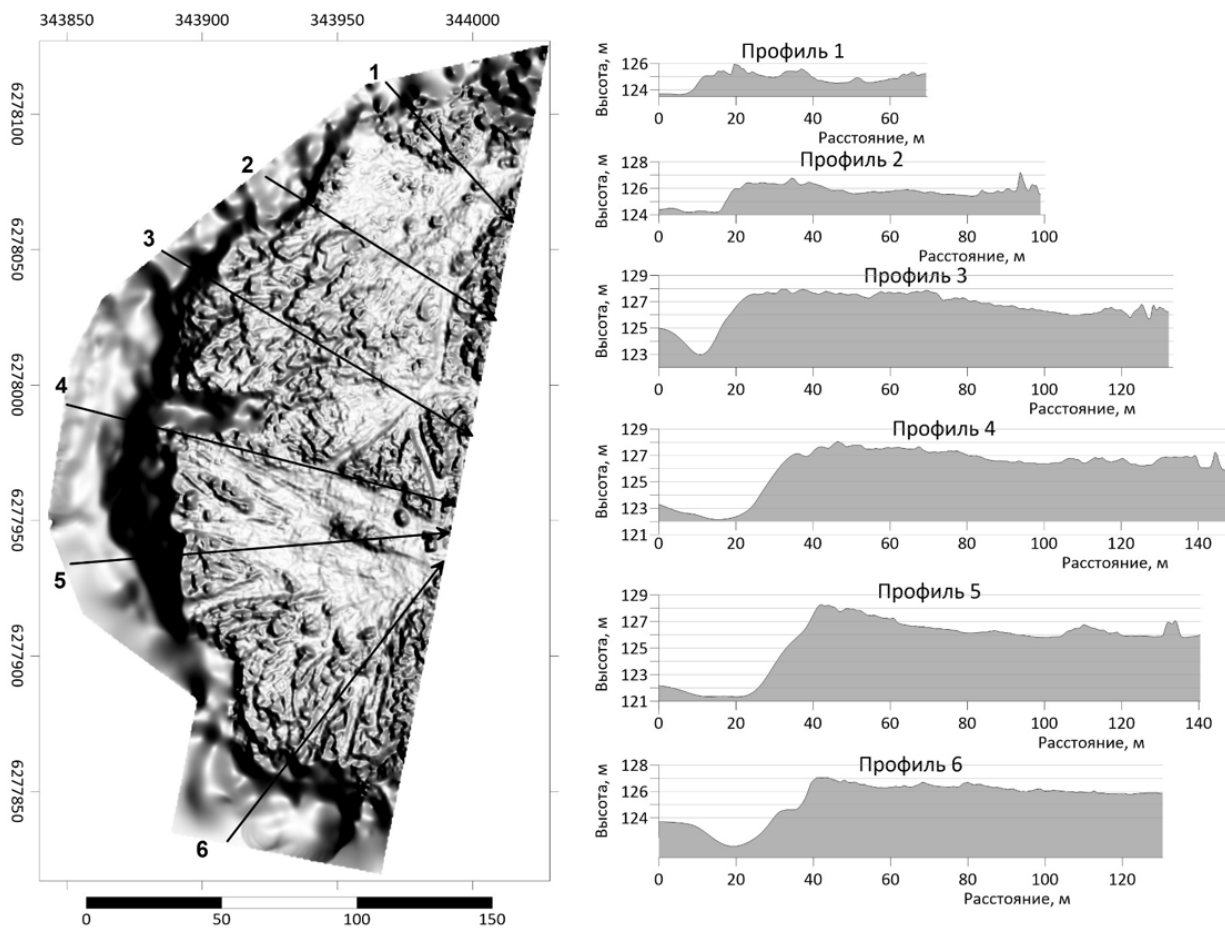 343850 343900 343950 344000
6278100
6278050
6278000
6277950
6277900
6277850
1
2
3
4
5
6
0 50 100 150
Профиль 1
Высота, м
126
124
0 20 40 60
Расстояние, м
Профиль 2
Высота, м
128
126
124
0 20 40 60 80 100
Расстояние, м
Профиль 3
Высота, м
129
127
125
123
0 20 40 60 80 100 120
Расстояние, м
Профиль 4
Высота, м
129
127
125
123
121
0 20 40 60 80 100 120 140
Расстояние, м
Профиль 5
Высота, м
129
127
125
123
121
0 20 40 60 80 100 120 140
Расстояние, м
Профиль 6
Высота, м
128
124
0 20 40 60 80 100 120
Расстояние, м